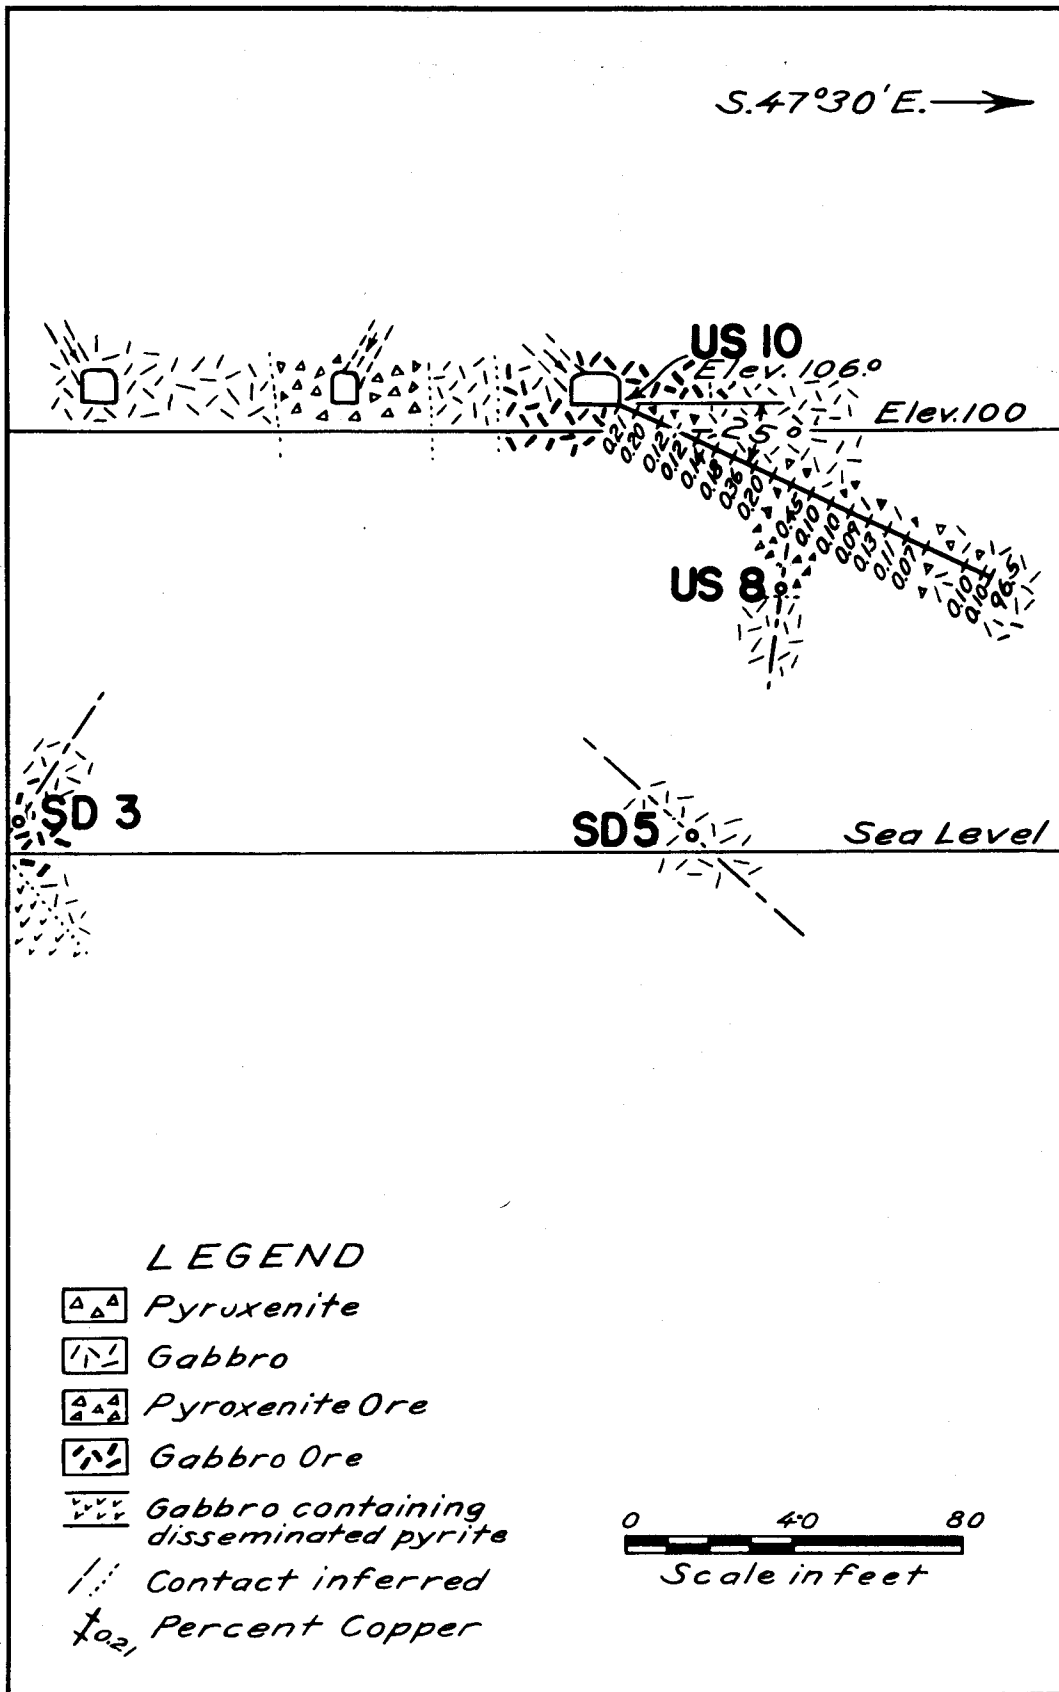 S.47°30'E.
US 10
Elev. 106.0
Elev.100
-25°
0.21
0.20
0.12
0.12
0.14
0.18
0.36
0.20
0.45
0.10
0.10
0.09
0.13
0.11
0.07
0.10
0.10
96.5
US 8
SD 3
SD 5
Sea Level
LEGEND
Pyroxenite
Gabbro
Pyroxenite Ore
Gabbro Ore
Gabbro containing
disseminated pyrite
Contact inferred
0.21 Percent Copper
0 40 80
Scale in feet